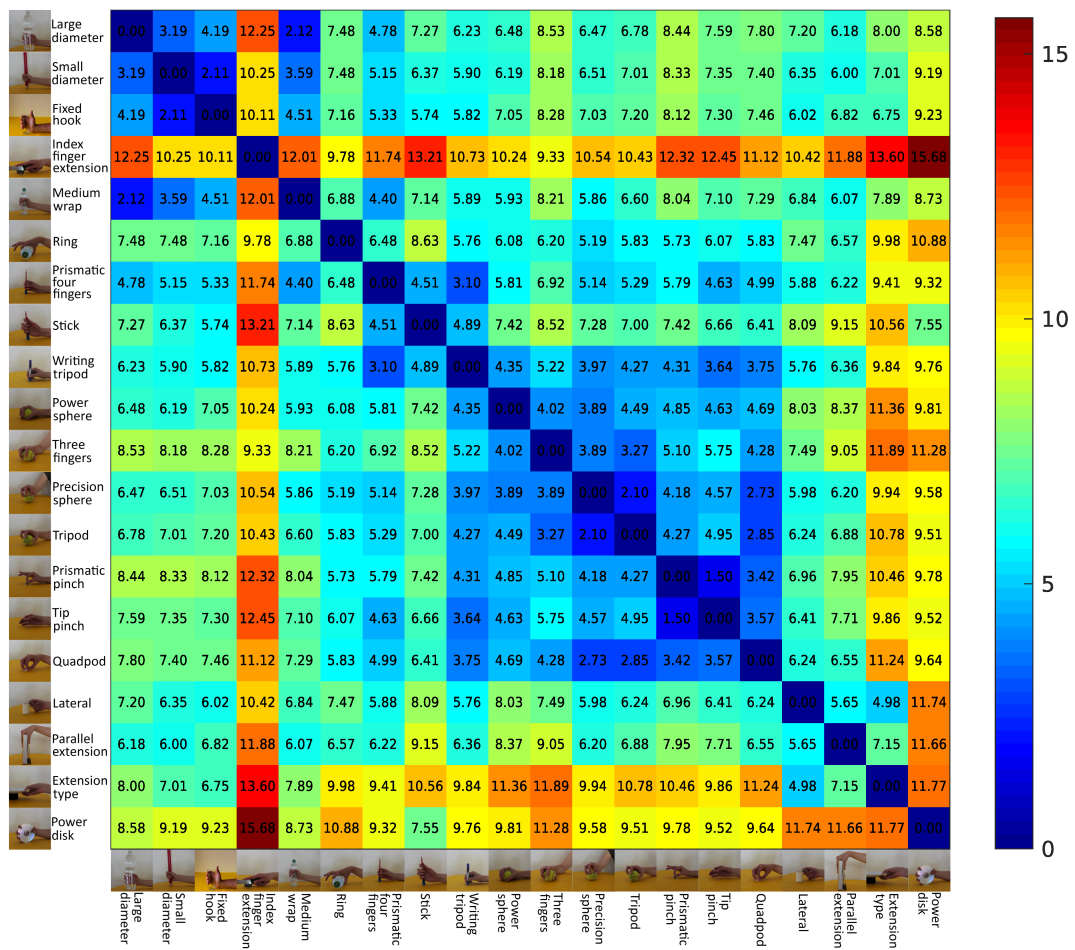 Large
diameter
0.00 3.19 4.19 12.25 2.12 7.48 4.78 7.27 6.23 6.48 8.53 6.47 6.78 8.44 7.59 7.80 7.20 6.18 8.00 8.58
Small
diameter
3.19 0.00 2.11 10.25 3.59 7.48 5.15 6.37 5.90 6.19 8.18 6.51 7.01 8.33 7.35 7.40 6.35 6.00 7.01 9.19
Fixed
hook
4.19 2.11 0.00 10.11 4.51 7.16 5.33 5.74 5.82 7.05 8.28 7.03 7.20 8.12 7.30 7.46 6.02 6.82 6.75 9.23
Index
finger
extension
12.25 10.25 10.11 0.00 12.01 9.78 11.74 13.21 10.73 10.24 9.33 10.54 10.43 12.32 12.45 11.12 10.42 11.88 13.60 15.68
Medium
wrap
2.12 3.59 4.51 12.01 0.00 6.88 4.40 7.14 5.89 5.93 8.21 5.86 6.60 8.04 7.10 7.29 6.84 6.07 7.89 8.73
Ring
7.48 7.48 7.16 9.78 6.88 0.00 6.48 8.63 5.76 6.08 6.20 5.19 5.83 5.73 6.07 5.83 7.47 6.57 9.98 10.88
Prismatic
four
fingers
4.78 5.15 5.33 11.74 4.40 6.48 0.00 4.51 3.10 5.81 6.92 5.14 5.29 5.79 4.63 4.99 5.88 6.22 9.41 9.32
Stick
7.27 6.37 5.74 13.21 7.14 8.63 4.51 0.00 4.89 7.42 8.52 7.28 7.00 7.42 6.66 6.41 8.09 9.15 10.56 7.55
Writing
tripod
6.23 5.90 5.82 10.73 5.89 5.76 3.10 4.89 0.00 4.35 5.22 3.97 4.27 4.31 3.64 3.75 5.76 6.36 9.84 9.76
Power
sphere
6.48 6.19 7.05 10.24 5.93 6.08 5.81 7.42 4.35 0.00 4.02 3.89 4.49 4.85 4.63 4.69 8.03 8.37 11.36 9.81
Three
fingers
8.53 8.18 8.28 9.33 8.21 6.20 6.92 8.52 5.22 4.02 0.00 3.89 3.27 5.10 5.75 4.28 7.49 9.05 11.89 11.28
Precision
sphere
6.47 6.51 7.03 10.54 5.86 5.19 5.14 7.28 3.97 3.89 3.89 0.00 2.10 4.18 4.57 2.73 5.98 6.20 9.94 9.58
Tripod
6.78 7.01 7.20 10.43 6.60 5.83 5.29 7.00 4.27 4.49 3.27 2.10 0.00 4.27 4.95 2.85 6.24 6.88 10.78 9.51
Prismatic
pinch
8.44 8.33 8.12 12.32 8.04 5.73 5.79 7.42 4.31 4.85 5.10 4.18 4.27 0.00 1.50 3.42 6.96 7.95 10.46 9.78
Tip
pinch
7.59 7.35 7.30 12.45 7.10 6.07 4.63 6.66 3.64 4.63 5.75 4.57 4.95 1.50 0.00 3.57 6.41 7.71 9.86 9.52
Quadpod
7.80 7.40 7.46 11.12 7.29 5.83 4.99 6.41 3.75 4.69 4.28 2.73 2.85 3.42 3.57 0.00 6.24 6.55 11.24 9.64
Lateral
7.20 6.35 6.02 10.42 6.84 7.47 5.88 8.09 5.76 8.03 7.49 5.98 6.24 6.96 6.41 6.24 0.00 5.65 4.98 11.74
Parallel
extension
6.18 6.00 6.82 11.88 6.07 6.57 6.22 9.15 6.36 8.37 9.05 6.20 6.88 7.95 7.71 6.55 5.65 0.00 7.15 11.66
Extension
type
8.00 7.01 6.75 13.60 7.89 9.98 9.41 10.56 9.84 11.36 11.89 9.94 10.78 10.46 9.86 11.24 4.98 7.15 0.00 11.77
Power
disk
8.58 9.19 9.23 15.68 8.73 10.88 9.32 7.55 9.76 9.81 11.28 9.58 9.51 9.78 9.52 9.64 11.74 11.66 11.77 0.00
Large
diameter
Small
diameter
Fixed
hook
Index
finger
extension
Medium
wrap
Ring
Prismatic
four
fingers
Stick
Writing
tripod
Power
sphere
Three
fingers
Precision
sphere
Tripod
Prismatic
pinch
Tip
pinch
Quadpod
Lateral
Parallel
extension
Extension
type
Power
disk
15
10
5
0